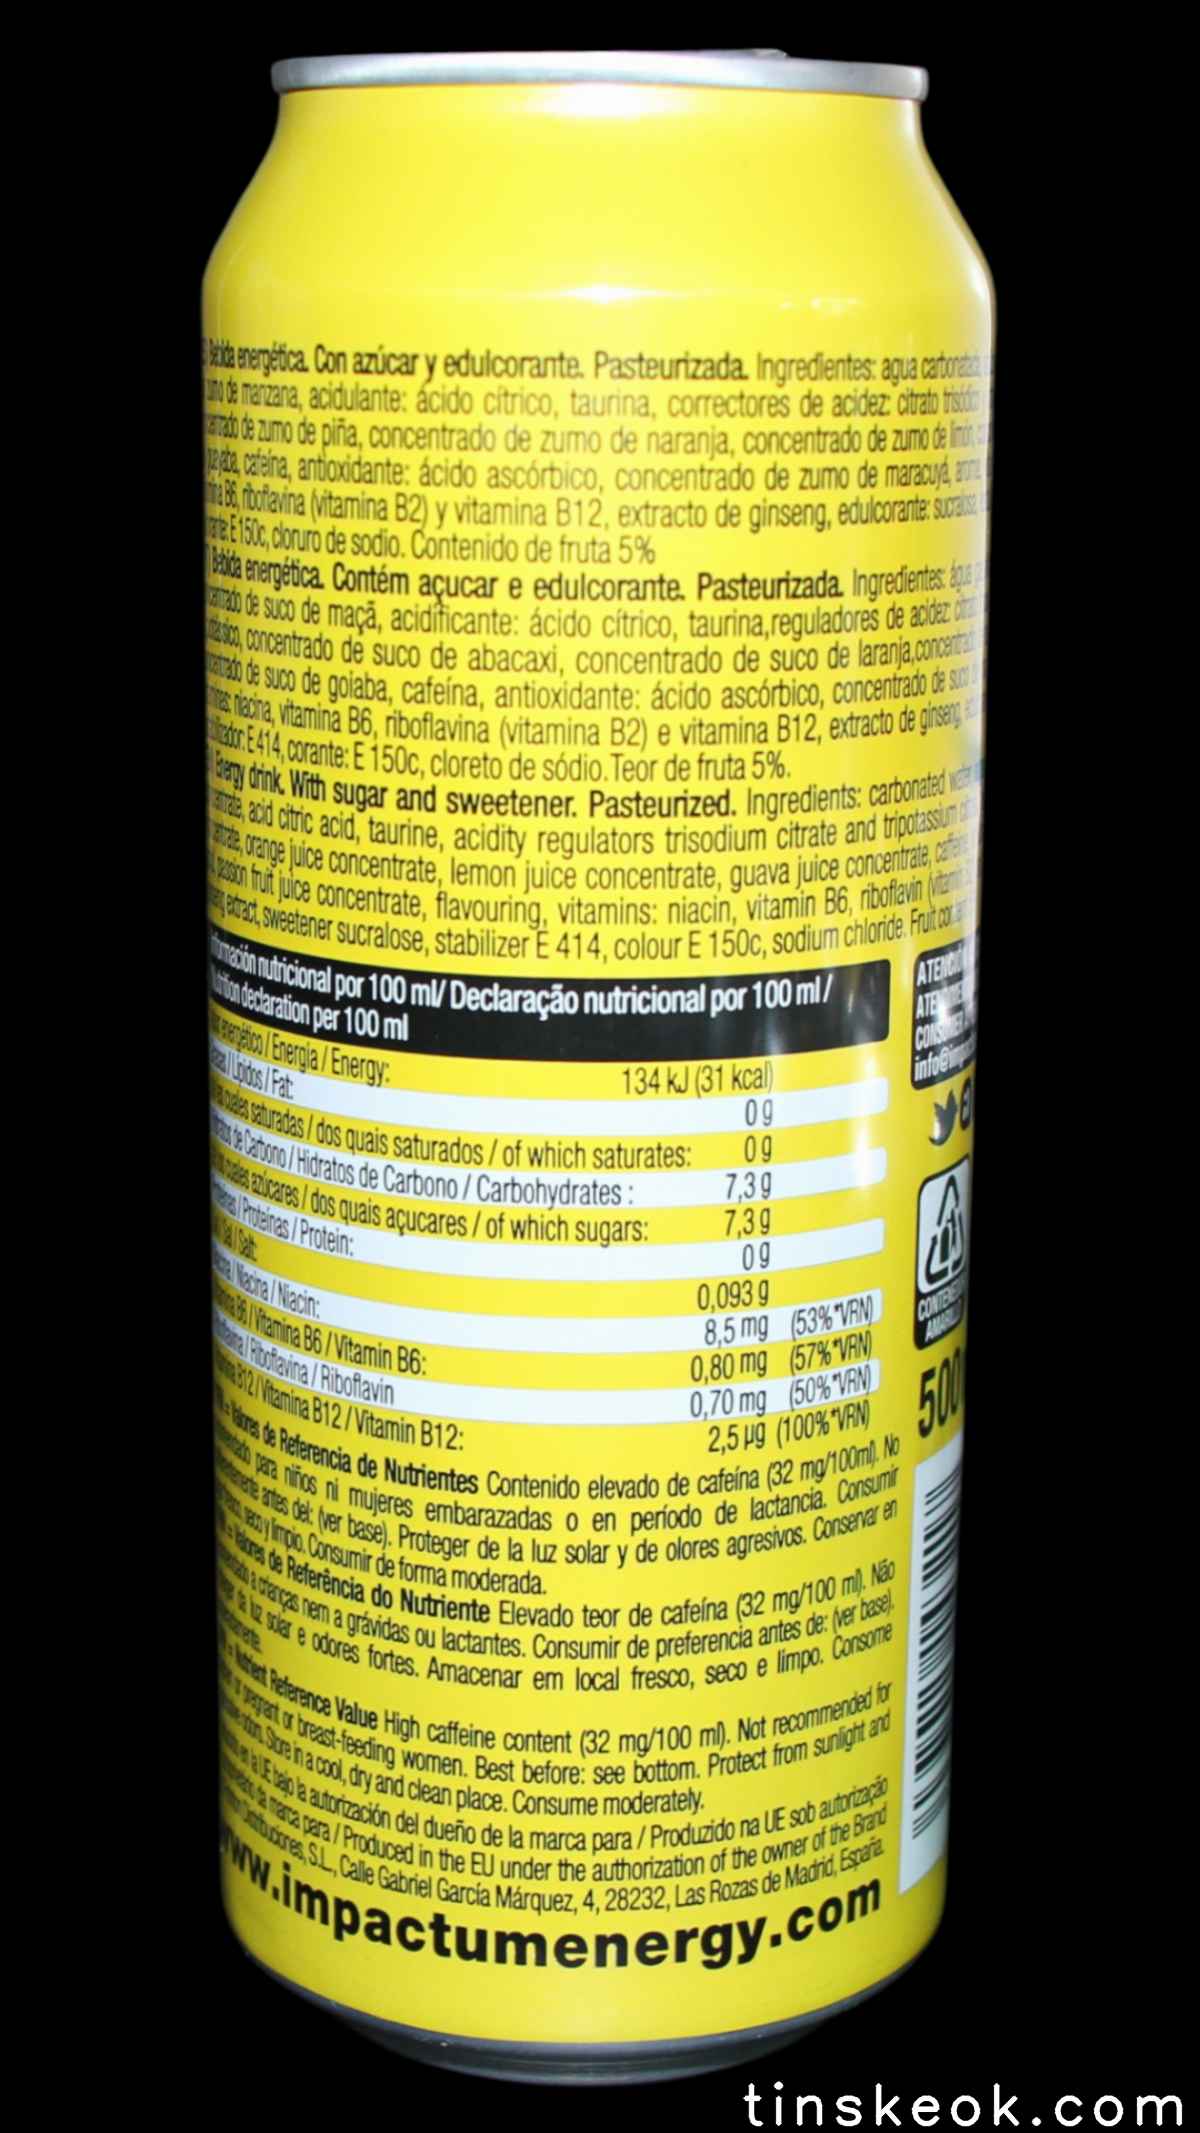 Bebida energética. Con azúcar y edulcorante. Pasteurizada. Ingredientes: agua carbonatada,
zumo de manzana, acidulante: ácido cítrico, taurina, correctores de acidez: citrato trisódico
de zumo de piña, concentrado de zumo de naranja, concentrado de zumo de limón,
guayaba, cafeína, antioxidante: ácido ascórbico, concentrado de zumo de maracuyá, aroma,
B6, riboflavina (vitamina B2) y vitamina B12, extracto de ginseng, edulcorante: sucralosa,
E 150c, cloruro de sodio. Contenido de fruta 5%
Bebida energética. Contém açucar e edulcorante. Pasteurizada. Ingredientes: água
de suco de maçã, acidificante: ácido cítrico, taurina,reguladores de acidez:
concentrado de suco de abacaxi, concentrado de suco de laranja,concentrado
de suco de goiaba, cafeína, antioxidante: ácido ascórbico, concentrado de suco
niacina, vitamina B6, riboflavina (vitamina B2) e vitamina B12, extracto de ginseng,
E 414, corante: E 150c, cloreto de sódio. Teor de fruta 5%.
Energy drink. With sugar and sweetener. Pasteurized. Ingredients: carbonated water
acid citric acid, taurine, acidity regulators trisodium citrate and tripotassium
orange juice concentrate, lemon juice concentrate, guava juice concentrate, caffeine
passion fruit juice concentrate, flavouring, vitamins: niacin, vitamin B6, riboflavin (vitamin
extract, sweetener sucralose, stabilizer E 414, colour E 150c, sodium chloride. Fruit
Información nutricional por 100 ml/ Declaração nutricional por 100 ml /
Nutrition declaration per 100 ml
energético / Energia / Energy: 134 kJ (31 kcal)
/ Lípidos / Fat: 0 g
cuales saturadas / dos quais saturados / of which saturates: 0 g
de Carbono / Hidratos de Carbono / Carbohydrates : 7,3 g
cuales azúcares / dos quais açucares / of which sugars: 7,3 g
/ Proteínas / Protein: 0 g
/ Sal / Salt: 0,093 g
/ Niacina / Niacin: 8,5 mg (53%*VRN)
B6 / Vitamina B6 / Vitamin B6: 0,80 mg (57%*VRN)
/ Riboflavina / Riboflavin 0,70 mg (50%*VRN)
B12 / Vitamina B12 / Vitamin B12: 2,5 µg (100%*VRN)
= Valores de Referencia de Nutrientes Contenido elevado de cafeína (32 mg/100ml). No
para niños ni mujeres embarazadas o en período de lactancia. Consumir
antes del: (ver base). Proteger de la luz solar y de olores agresivos. Conservar en
seco y limpio. Consumir de forma moderada.
= Valores de Referência do Nutriente Elevado teor de cafeína (32 mg/100 ml). Não
a crianças nem a grávidas ou lactantes. Consumir de preferencia antes de: (ver base).
da luz solar e odores fortes. Amacenar em local fresco, seco e limpo. Consome
= Nutrient Reference Value High caffeine content (32 mg/100 ml). Not recommended for
or pregnant or breast-feeding women. Best before: see bottom. Protect from sunlight and
odors. Store in a cool, dry and clean place. Consume moderately.
en la UE bajo la autorización del dueño de la marca para / Produzido na UE sob autorização
da marca para / Produced in the EU under the authorization of the owner of the Brand
Distribuciones, S.L., Calle Gabriel García Márquez, 4, 28232, Las Rozas de Madrid, España.
www.impactumenergy.com
500
tinskeok.com